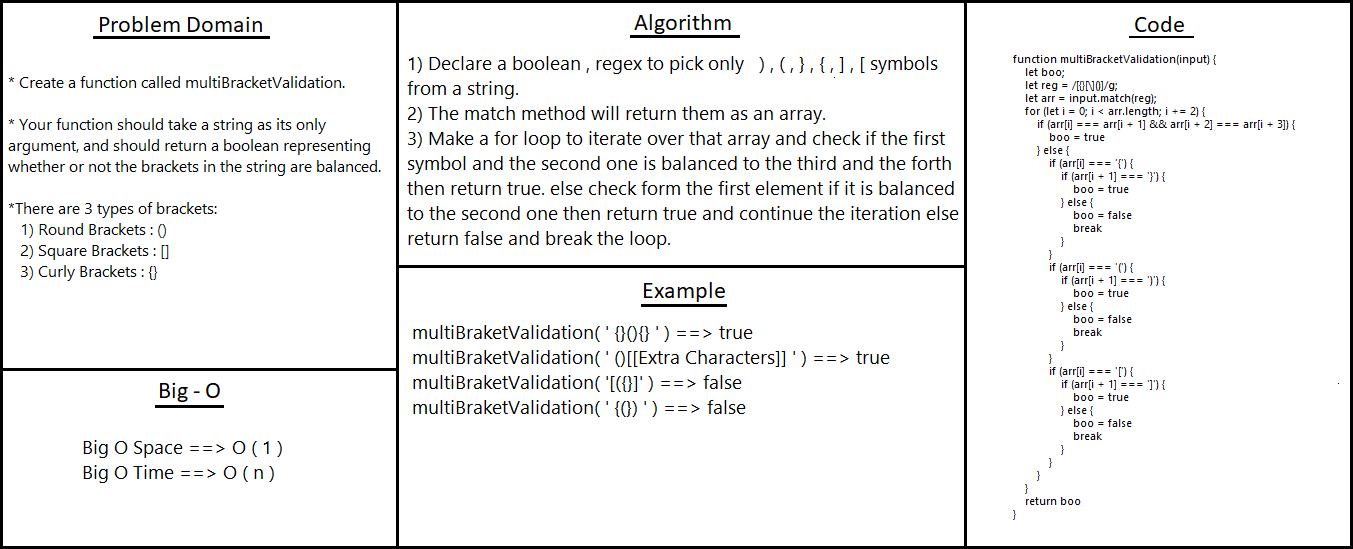 Problem Domain
* Create a function called multiBracketValidation.
* Your function should take a string as its only
argument, and should return a boolean representing
whether or not the brackets in the string are balanced.
*There are 3 types of brackets:
1) Round Brackets : ()
2) Square Brackets : []
3) Curly Brackets : {}
Big - O
Big O Space ==> O ( 1 )
Big O Time ==> O ( n )
Algorithm
1) Declare a boolean , regex to pick only ) , ( , } , { , ] , [ symbols
from a string.
2) The match method will return them as an array.
3) Make a for loop to iterate over that array and check if the first
symbol and the second one is balanced to the third and the forth
then return true. else check form the first element if it is balanced
to the second one then return true and continue the iteration else
return false and break the loop.
Example
multiBraketValidation( ' {}(){} ' ) ==> true
multiBraketValidation( ' ()[[Extra Characters]] ' ) ==> true
multiBraketValidation( '[({}]' ) ==> false
multiBraketValidation( ' {(}) ' ) ==> false
Code
function multiBracketValidation(input) {
let boo;
let reg = /[{}[\]()]/g;
let arr = input.match(reg);
for (let i = 0; i < arr.length; i += 2) {
if (arr[i] === arr[i + 1] && arr[i + 2] === arr[i + 3]) {
boo = true
} else {
if (arr[i] === '{') {
if (arr[i + 1] === '}') {
boo = true
} else {
boo = false
break
}
}
if (arr[i] === '(') {
if (arr[i + 1] === ')') {
boo = true
} else {
boo = false
break
}
}
if (arr[i] === '[') {
if (arr[i + 1] === ']') {
boo = true
} else {
boo = false
break
}
}
}
}
return boo
}